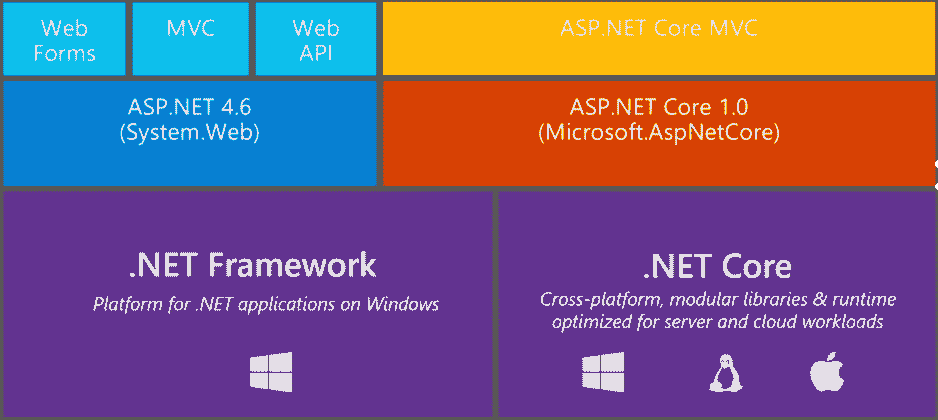 Web
Forms
MVC
Web
API
ASP.NET Core MVC
ASP.NET 4.6
(System.Web)
ASP.NET Core 1.0
(Microsoft.AspNetCore)
.NET Framework
Platform for .NET applications on Windows
.NET Core
Cross-platform, modular libraries & runtime
optimized for server and cloud workloads